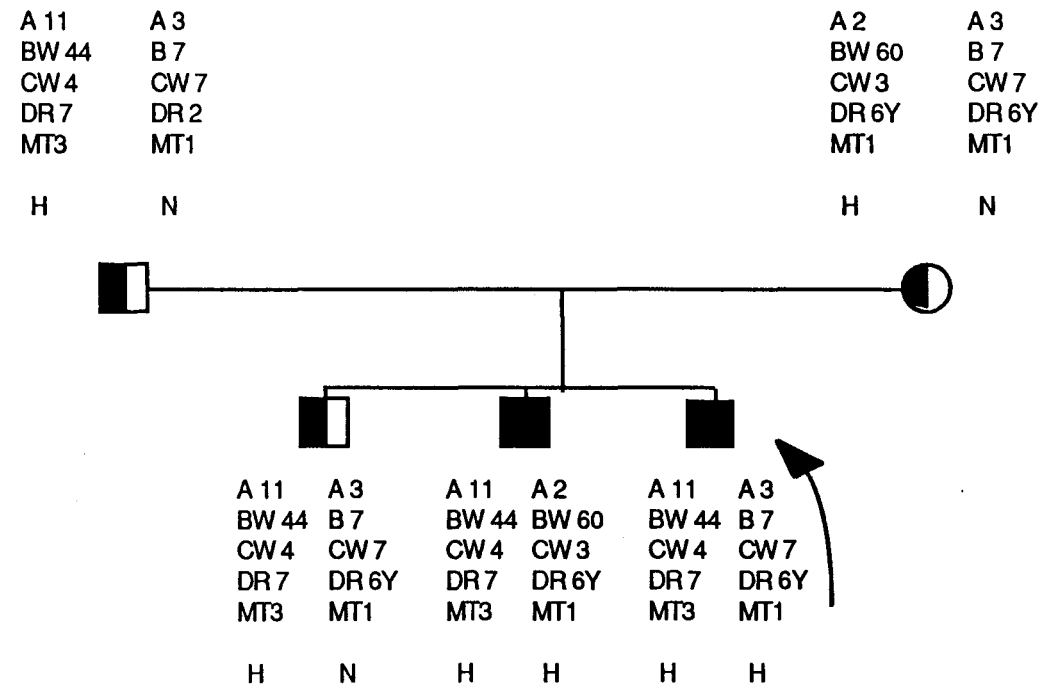 A 11 A 3 A 2 A 3
BW 44 B 7 BW 60 B 7
CW 4 CW 7 CW 3 CW 7
DR 7 DR 2 DR 6Y DR 6Y
MT3 MT1 MT1 MT1
H N H N
A 11 A 3 A 11 A 2 A 11 A 3
BW 44 B 7 BW 44 BW 60 BW 44 B 7
CW 4 CW 7 CW 4 CW 3 CW 4 CW 7
DR 7 DR 6Y DR 7 DR 6Y DR 7 DR 6Y
MT3 MT1 MT3 MT1 MT3 MT1
H N H H H H